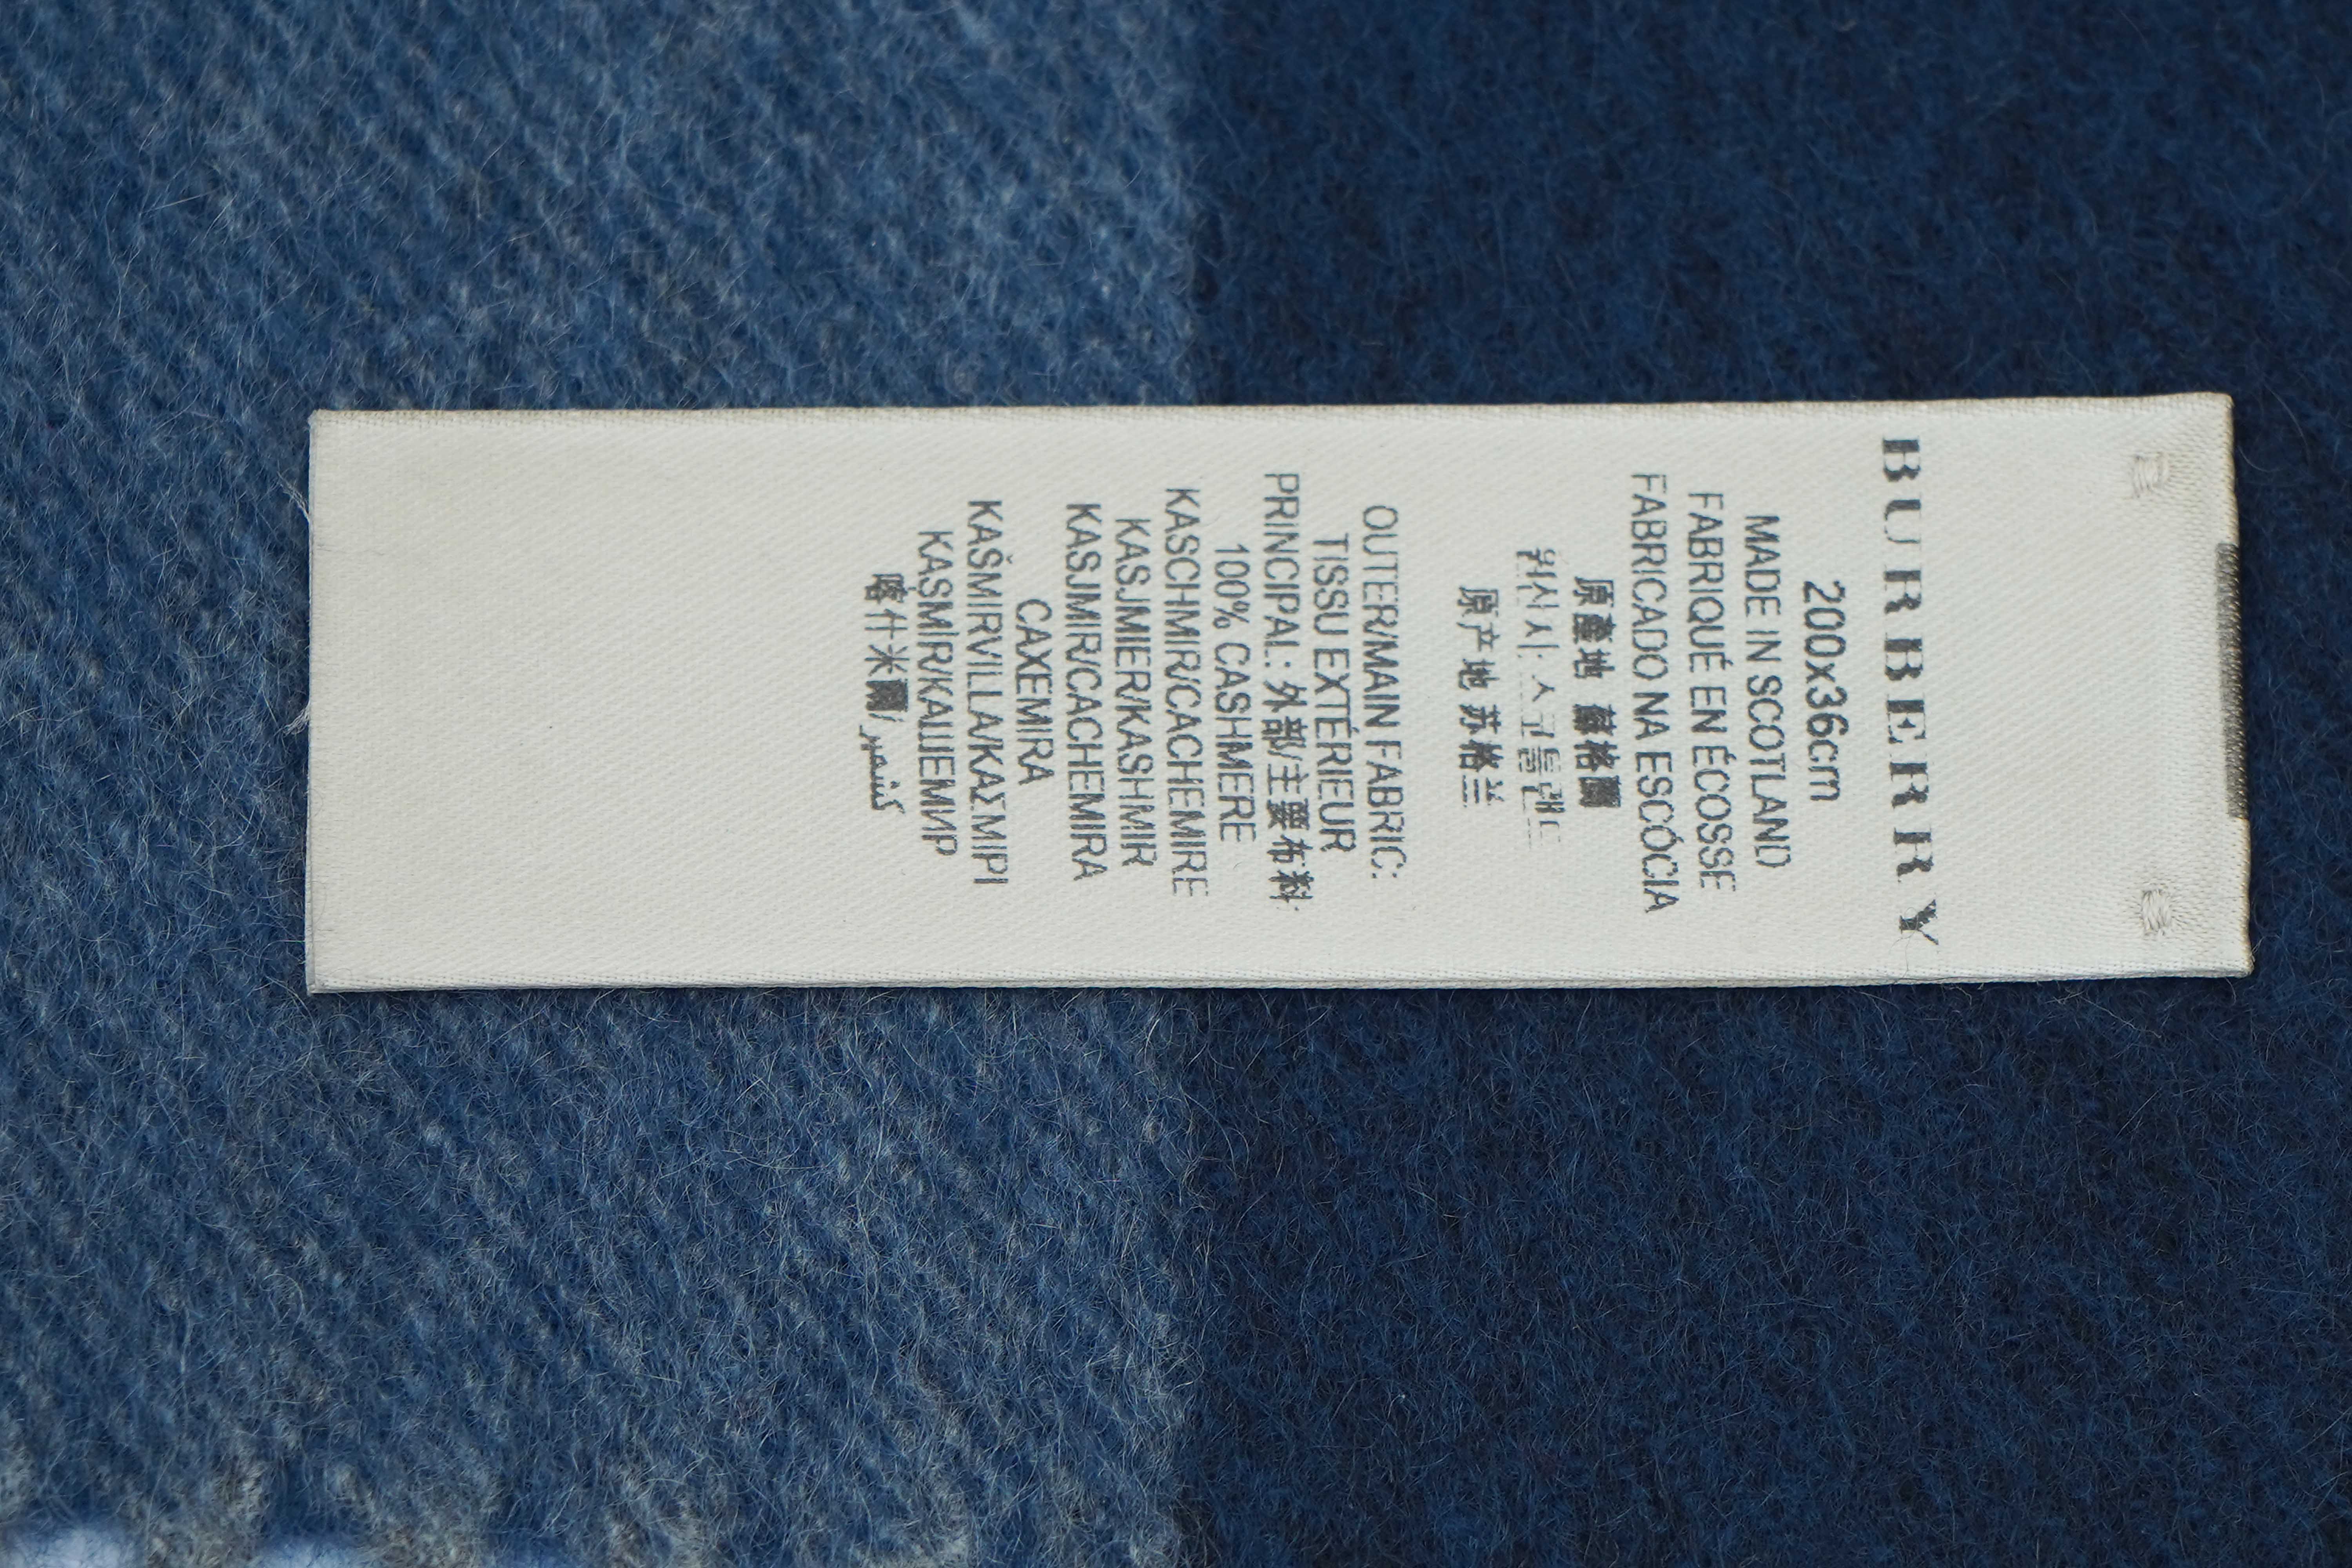 BURBERRY
200x36cm
MADE IN SCOTLAND
FABRIQUÉ EN ÉCOSSE
FABRICADO NA ESCÓCIA
原產地 蘇格蘭
원산지: 스코틀랜드
原产地 苏格兰
OUTER/MAIN FABRIC:
TISSU EXTÉRIEUR
PRINCIPAL: 外部/主要布料:
100% CASHMERE
KASCHMIR/CACHEMIRE
KASJMIER/KASHMIR
KASJMIR/CACHEMIRA
CAXEMIRA
KAŠMIRVILLA/ΚΑΣΜΙΡΙ
KAŞMİR/КАШЕМИР
喀什米爾/كشمير